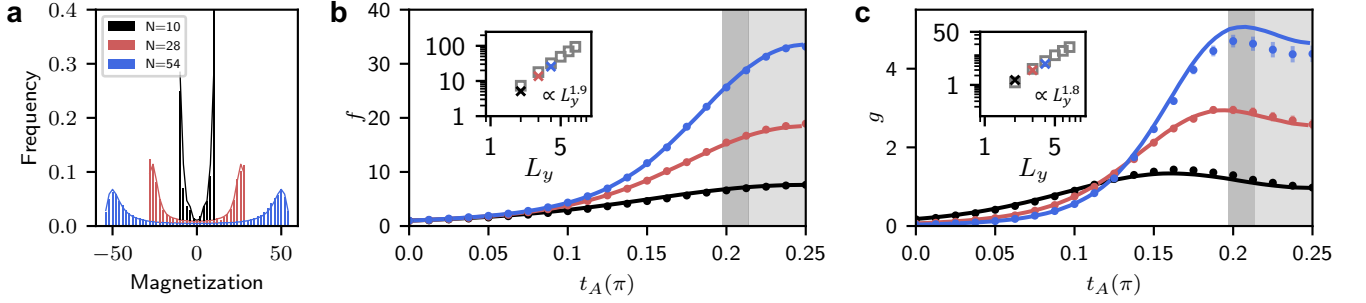 a
Frequency
0.4
0.3
0.2
0.1
0.0
N=10
N=28
N=54
−50
0
50
Magnetization
b
f
40
30
20
10
0
100
10
1
∝ L_y^{1.9}
1
5
L_y
0.0
0.05
0.1
0.15
0.2
0.25
t_A(π)
c
g
4
2
0
50
1
∝ L_y^{1.8}
1
5
L_y
0.0
0.05
0.1
0.15
0.2
0.25
t_A(π)